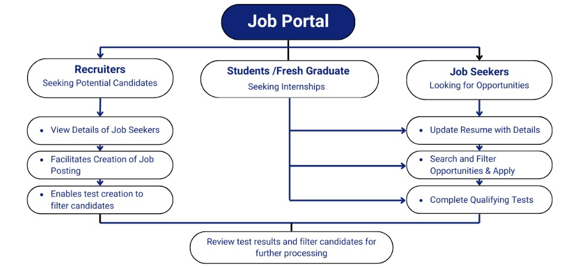 Job Portal
Recruiters
Seeking Potential Candidates
Students /Fresh Graduate
Seeking Internships
Job Seekers
Looking for Opportunities
• View Details of Job Seekers
• Update Resume with Details
• Facilitates Creation of Job
Posting
• Search and Filter
Opportunities & Apply
• Enables test creation to
filter candidates
• Complete Qualifying Tests
Review test results and filter candidates for
further processing